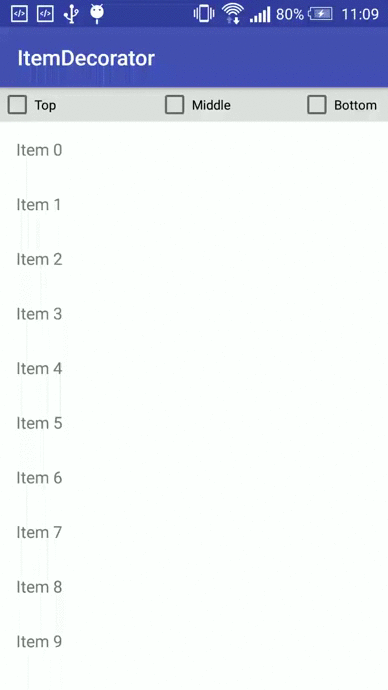 80% 11:09
ItemDecorator
Top Middle Bottom
Item 0
Item 1
Item 2
Item 3
Item 4
Item 5
Item 6
Item 7
Item 8
Item 9